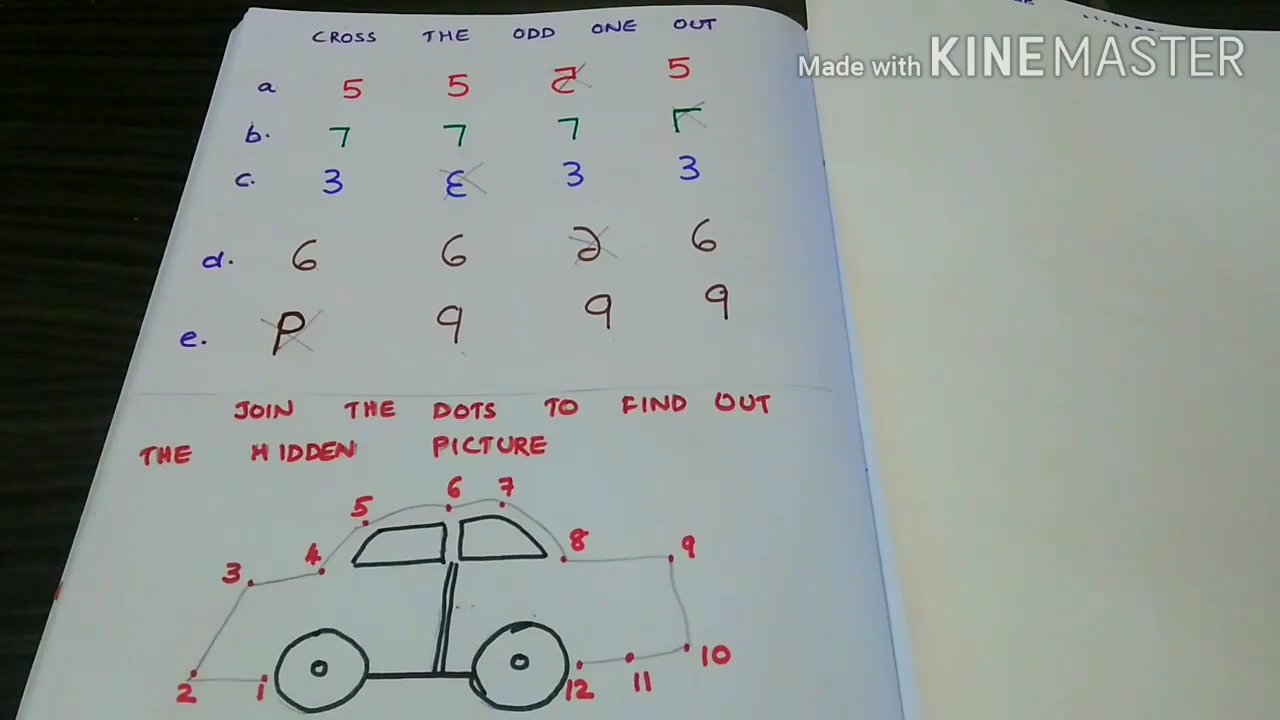 CROSS THE ODD ONE OUT
Made with KINEMASTER
a 5 5 5
b. 7 7 7
c. 3 Ɛ 3 3
d. 6 6 6
e. 9 9 9
JOIN THE DOTS TO FIND OUT
THE HIDDEN PICTURE
5 6 7
3 4 8 9
2 1 12 11 10